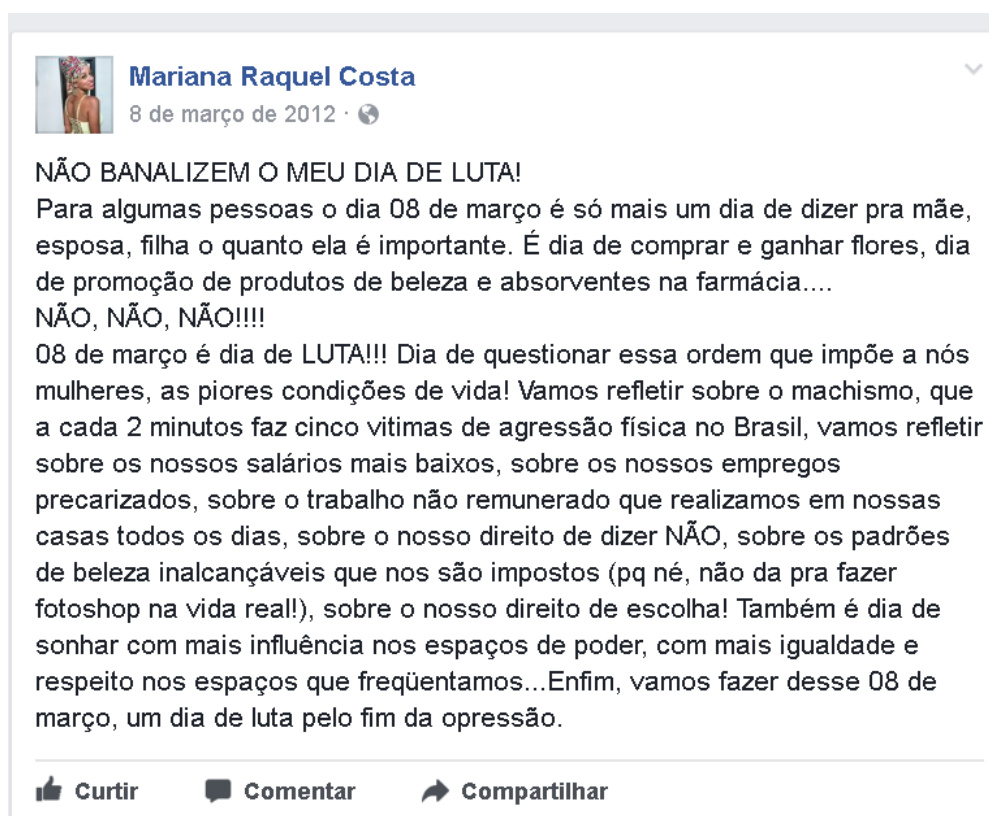 Mariana Raquel Costa
8 de março de 2012 ·
NÃO BANALIZEM O MEU DIA DE LUTA!
Para algumas pessoas o dia 08 de março é só mais um dia de dizer pra mãe,
esposa, filha o quanto ela é importante. É dia de comprar e ganhar flores, dia
de promoção de produtos de beleza e absorventes na farmácia....
NÃO, NÃO, NÃO!!!!
08 de março é dia de LUTA!!! Dia de questionar essa ordem que impõe a nós
mulheres, as piores condições de vida! Vamos refletir sobre o machismo, que
a cada 2 minutos faz cinco vitimas de agressão física no Brasil, vamos refletir
sobre os nossos salários mais baixos, sobre os nossos empregos
precarizados, sobre o trabalho não remunerado que realizamos em nossas
casas todos os dias, sobre o nosso direito de dizer NÃO, sobre os padrões
de beleza inalcançáveis que nos são impostos (pq né, não da pra fazer
fotoshop na vida real!), sobre o nosso direito de escolha! Também é dia de
sonhar com mais influência nos espaços de poder, com mais igualdade e
respeito nos espaços que freqüentamos...Enfim, vamos fazer desse 08 de
março, um dia de luta pelo fim da opressão.
Curtir Comentar Compartilhar